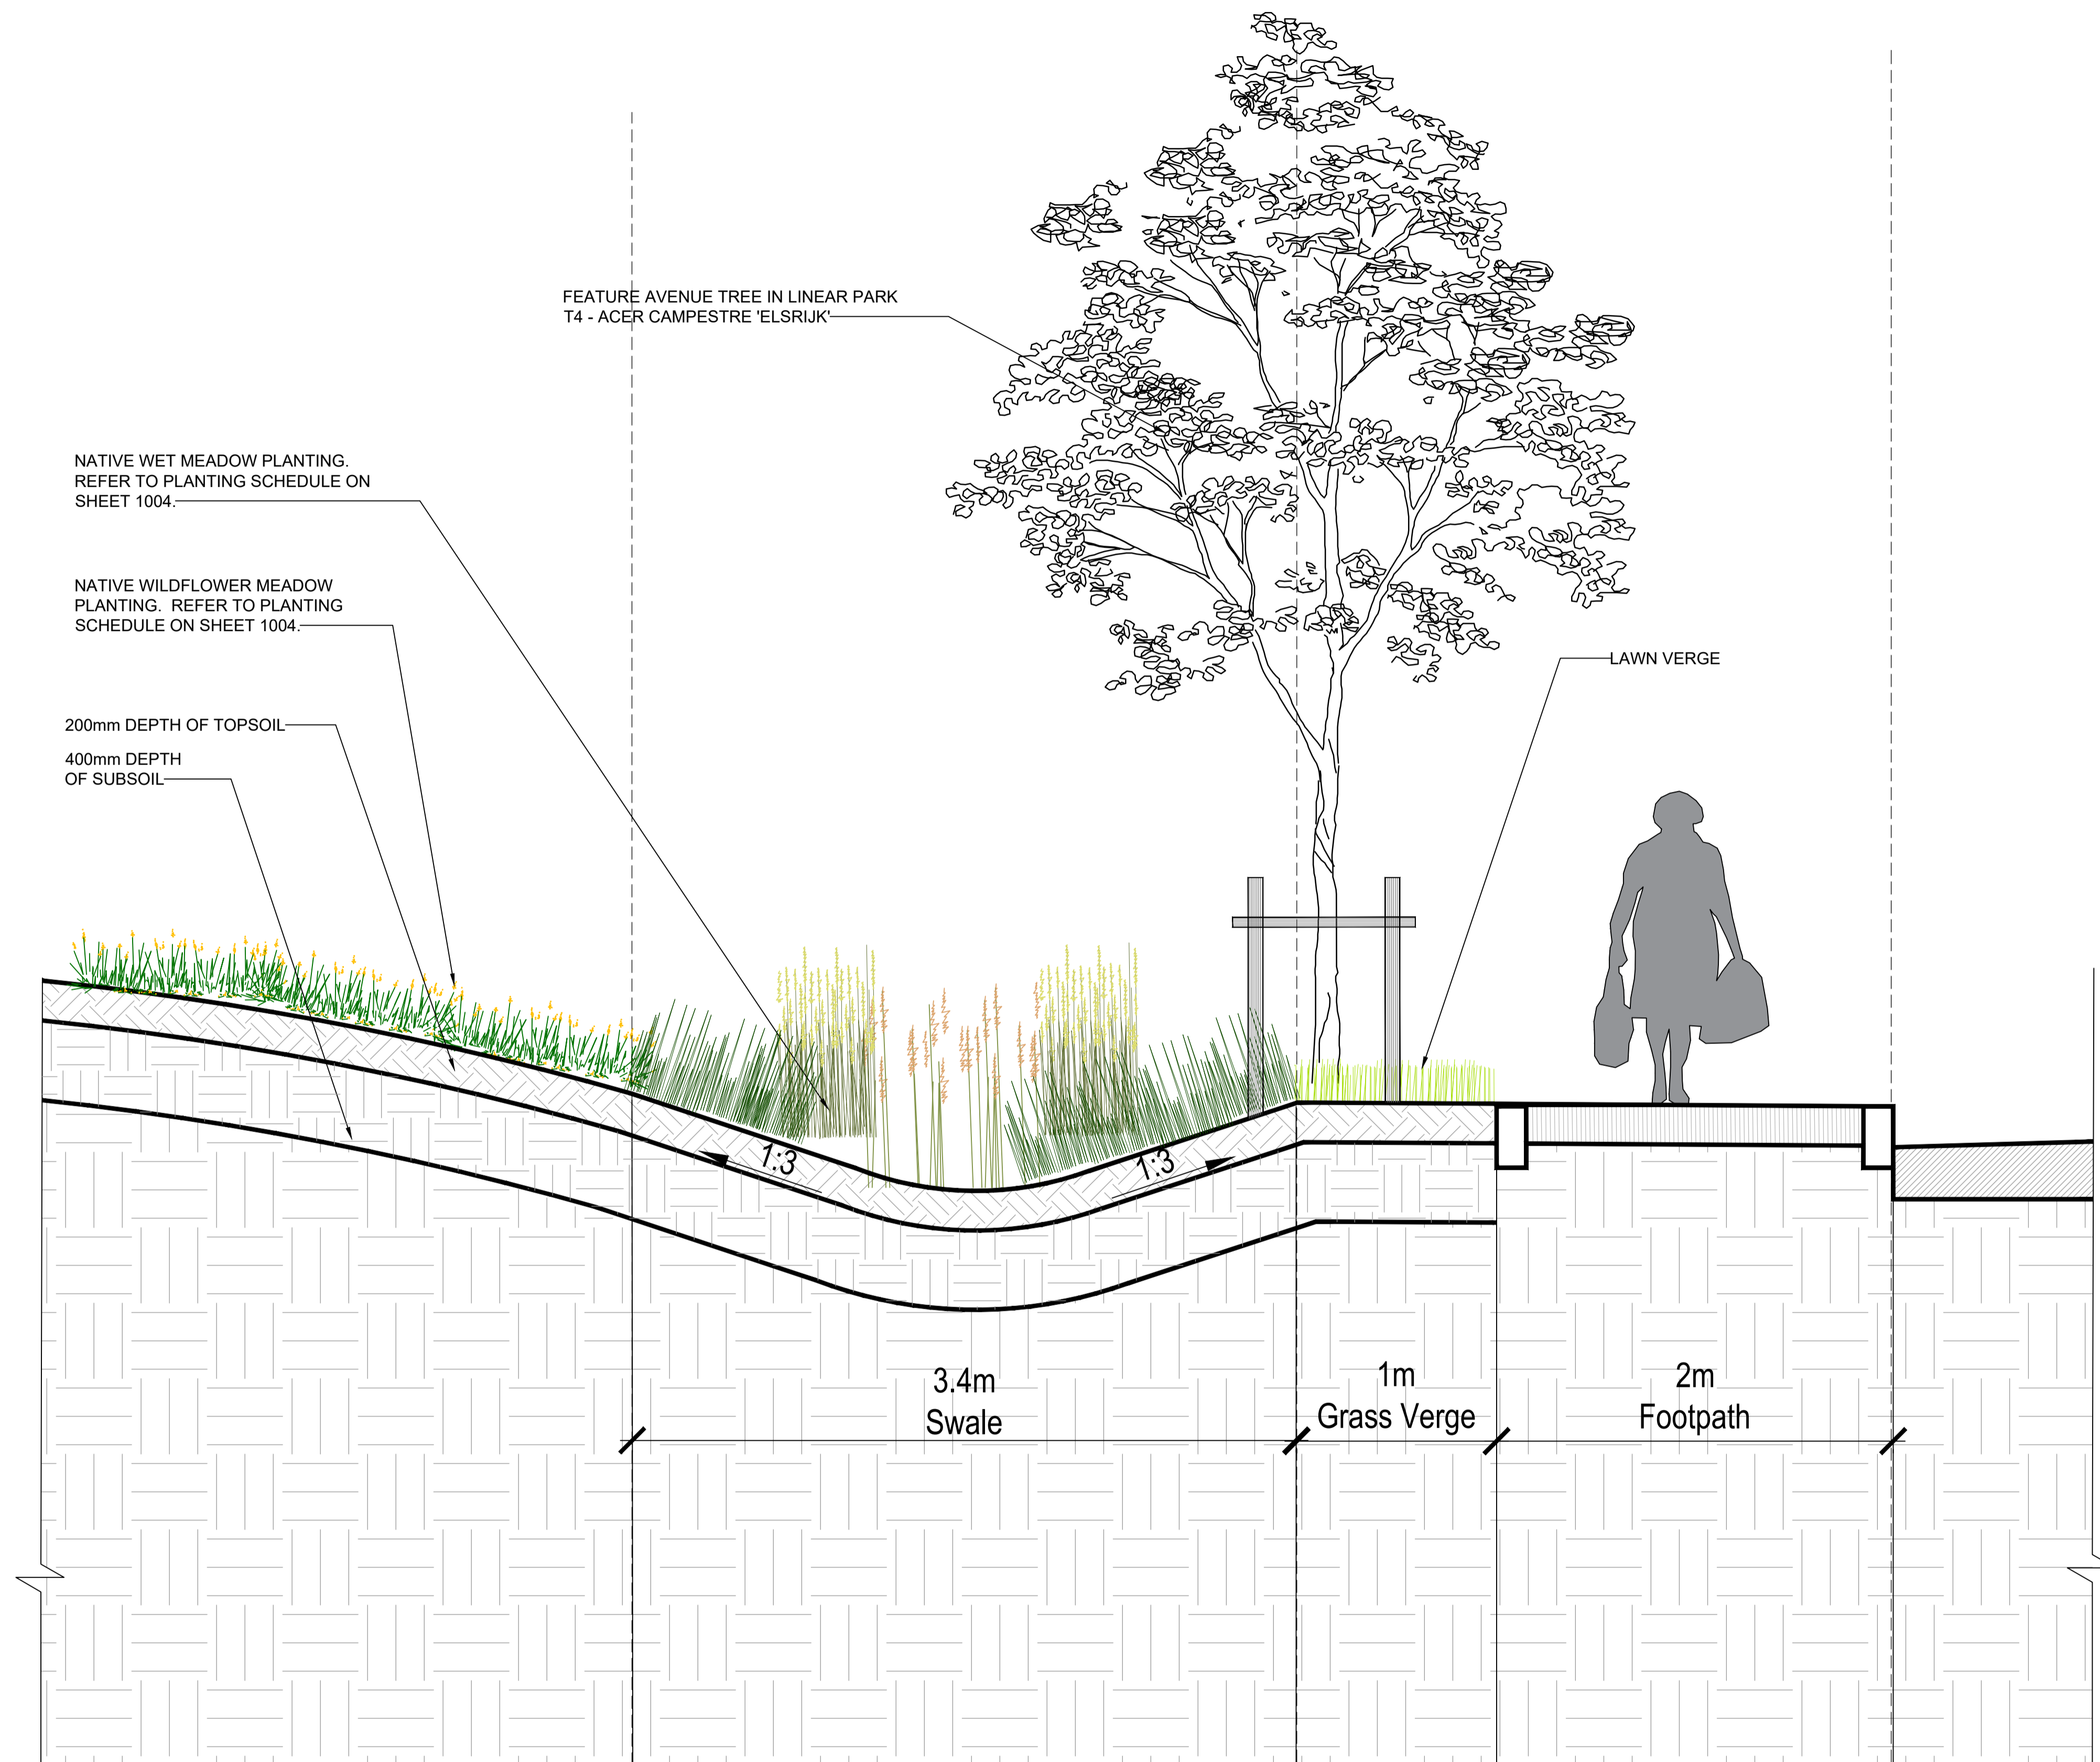 FEATURE AVENUE TREE IN LINEAR PARK
T4 - ACER CAMPESTRE 'ELSRIJK'
NATIVE WET MEADOW PLANTING.
REFER TO PLANTING SCHEDULE ON
SHEET 1004.
NATIVE WILDFLOWER MEADOW
PLANTING.  REFER TO PLANTING
SCHEDULE ON SHEET 1004.
LAWN VERGE
200mm DEPTH OF TOPSOIL
400mm DEPTH
OF SUBSOIL
1:3
1:3
3.4m
Swale
1m
Grass Verge
2m
Footpath